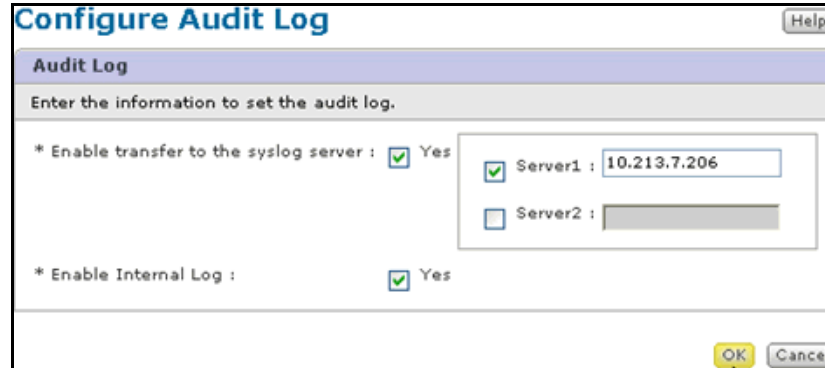 Configure Audit Log
Help
Audit Log
Enter the information to set the audit log.
* Enable transfer to the syslog server : Yes
Server1 : 10.213.7.206
Server2 :
* Enable Internal Log : Yes
OK Cance